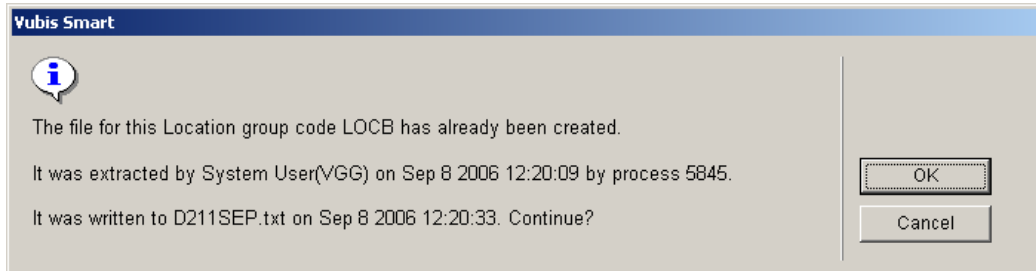 Vubis Smart
i
The file for this Location group code LOCB has already been created.
It was extracted by System User(VGG) on Sep 8 2006 12:20:09 by process 5845.
It was written to D211SEP.txt on Sep 8 2006 12:20:33. Continue?
OK
Cancel